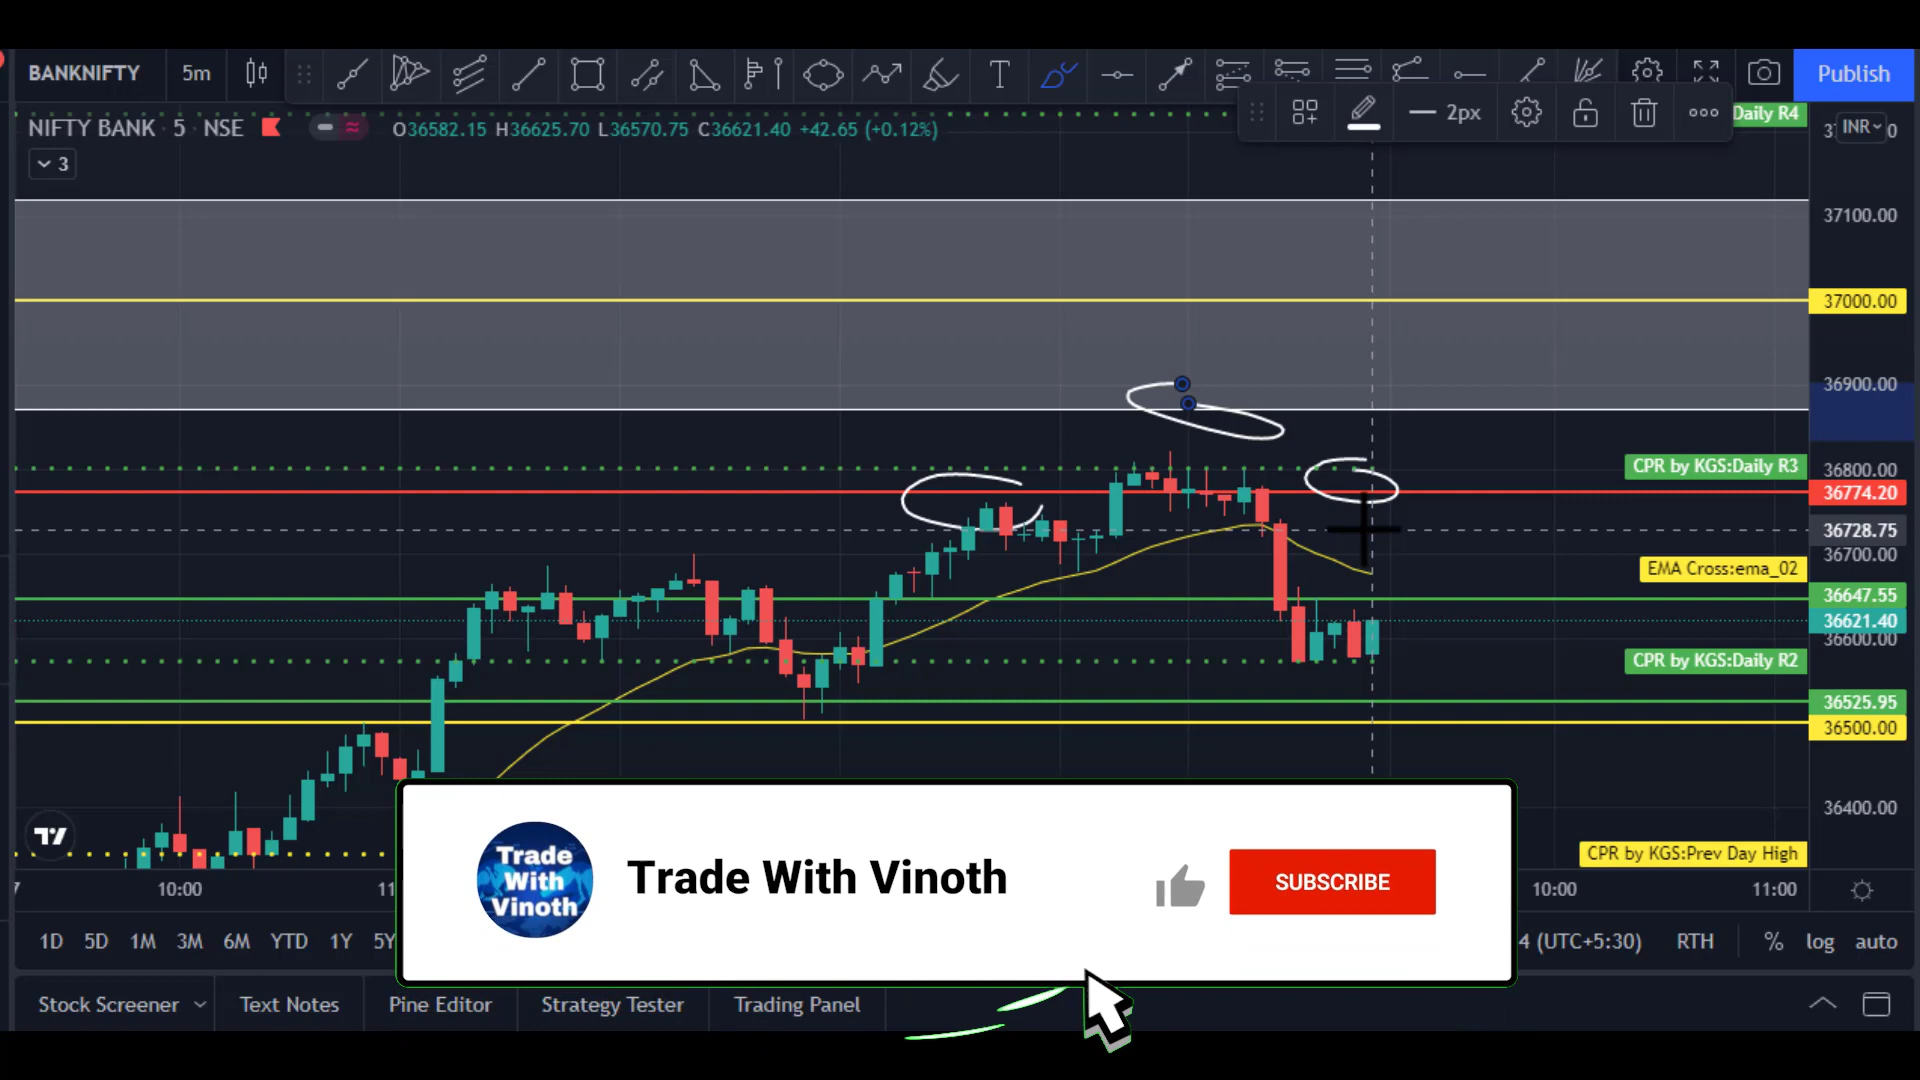 BANKNIFTY 5m T 2px Publish
NIFTY BANK · 5 NSE O36582.15 H36625.70 L36570.75 C36621.40 +42.65 (+0.12%)
Daily R4
INR
3
37100.00
37000.00
36900.00
CPR by KGS:Daily R3 36800.00
36774.20
36728.75
36700.00
EMA Cross:ema_02
36647.55
36621.40
36600.00
CPR by KGS:Daily R2
36525.95
36500.00
36400.00
CPR by KGS:Prev Day High
10:00 11 10:00 11:00
Trade
With
Vinoth
Trade With Vinoth
SUBSCRIBE
1D 5D 1M 3M 6M YTD 1Y 5Y 4 (UTC+5:30) RTH % log auto
Stock Screener Text Notes Pine Editor Strategy Tester Trading Panel